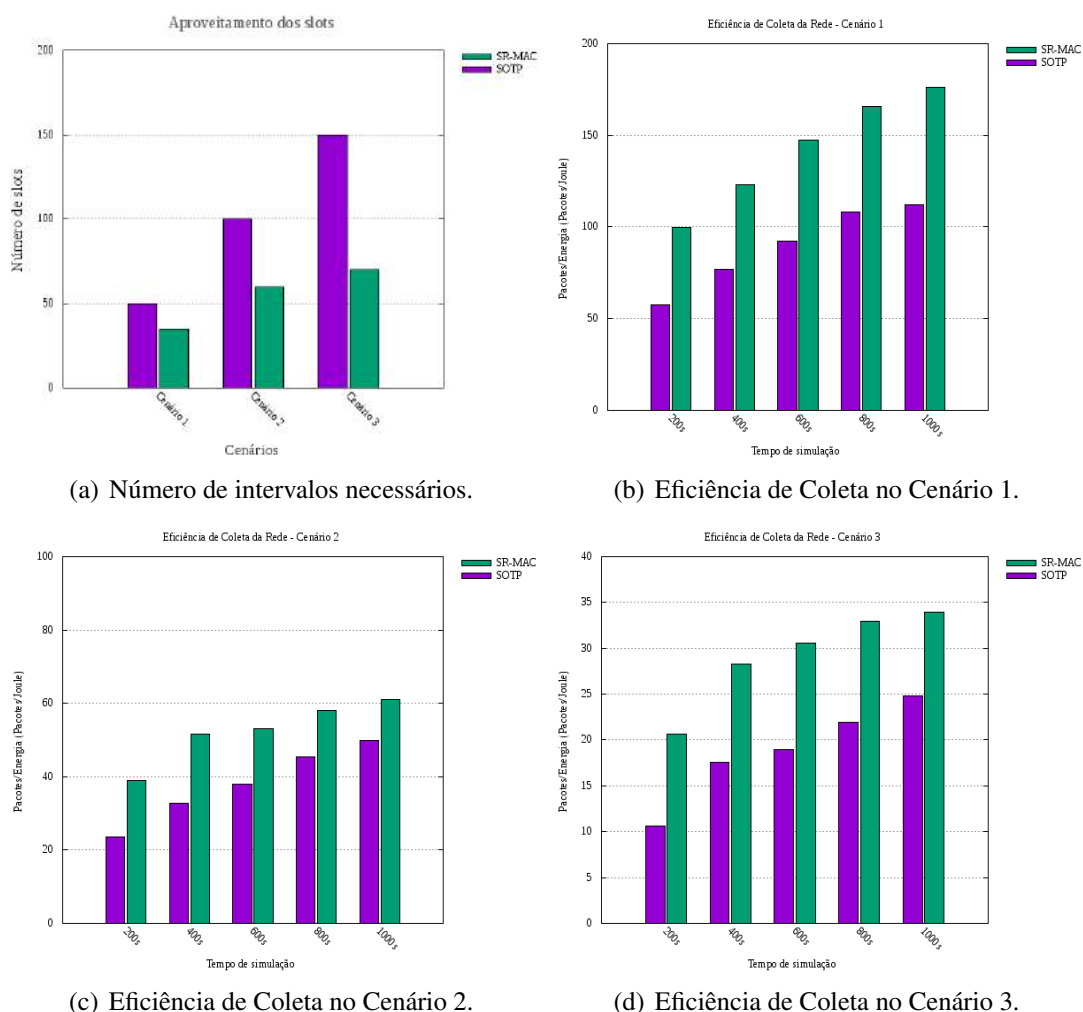 Aproveitamento dos slots
SR-MAC
SOTP
200
150
100
50
0
Número de slots
Cenário 1
Cenário 2
Cenário 3
Cenários
(a) Número de intervalos necessários.
Eficiência de Coleta da Rede - Cenário 1
SR-MAC
SOTP
200
150
100
50
0
Pacotes/Energia (Pacotes/Joule)
200s
400s
600s
800s
1000s
Tempo de simulação
(b) Eficiência de Coleta no Cenário 1.
Eficiência de Coleta da Rede - Cenário 2
SR-MAC
SOTP
100
80
60
40
20
0
Pacotes/Energia (Pacotes/Joule)
200s
400s
600s
800s
1000s
Tempo de simulação
(c) Eficiência de Coleta no Cenário 2.
Eficiência de Coleta da Rede - Cenário 3
SR-MAC
SOTP
40
35
30
25
20
15
10
5
0
Pacotes/Energia (Pacotes/Joule)
200s
400s
600s
800s
1000s
Tempo de simulação
(d) Eficiência de Coleta no Cenário 3.